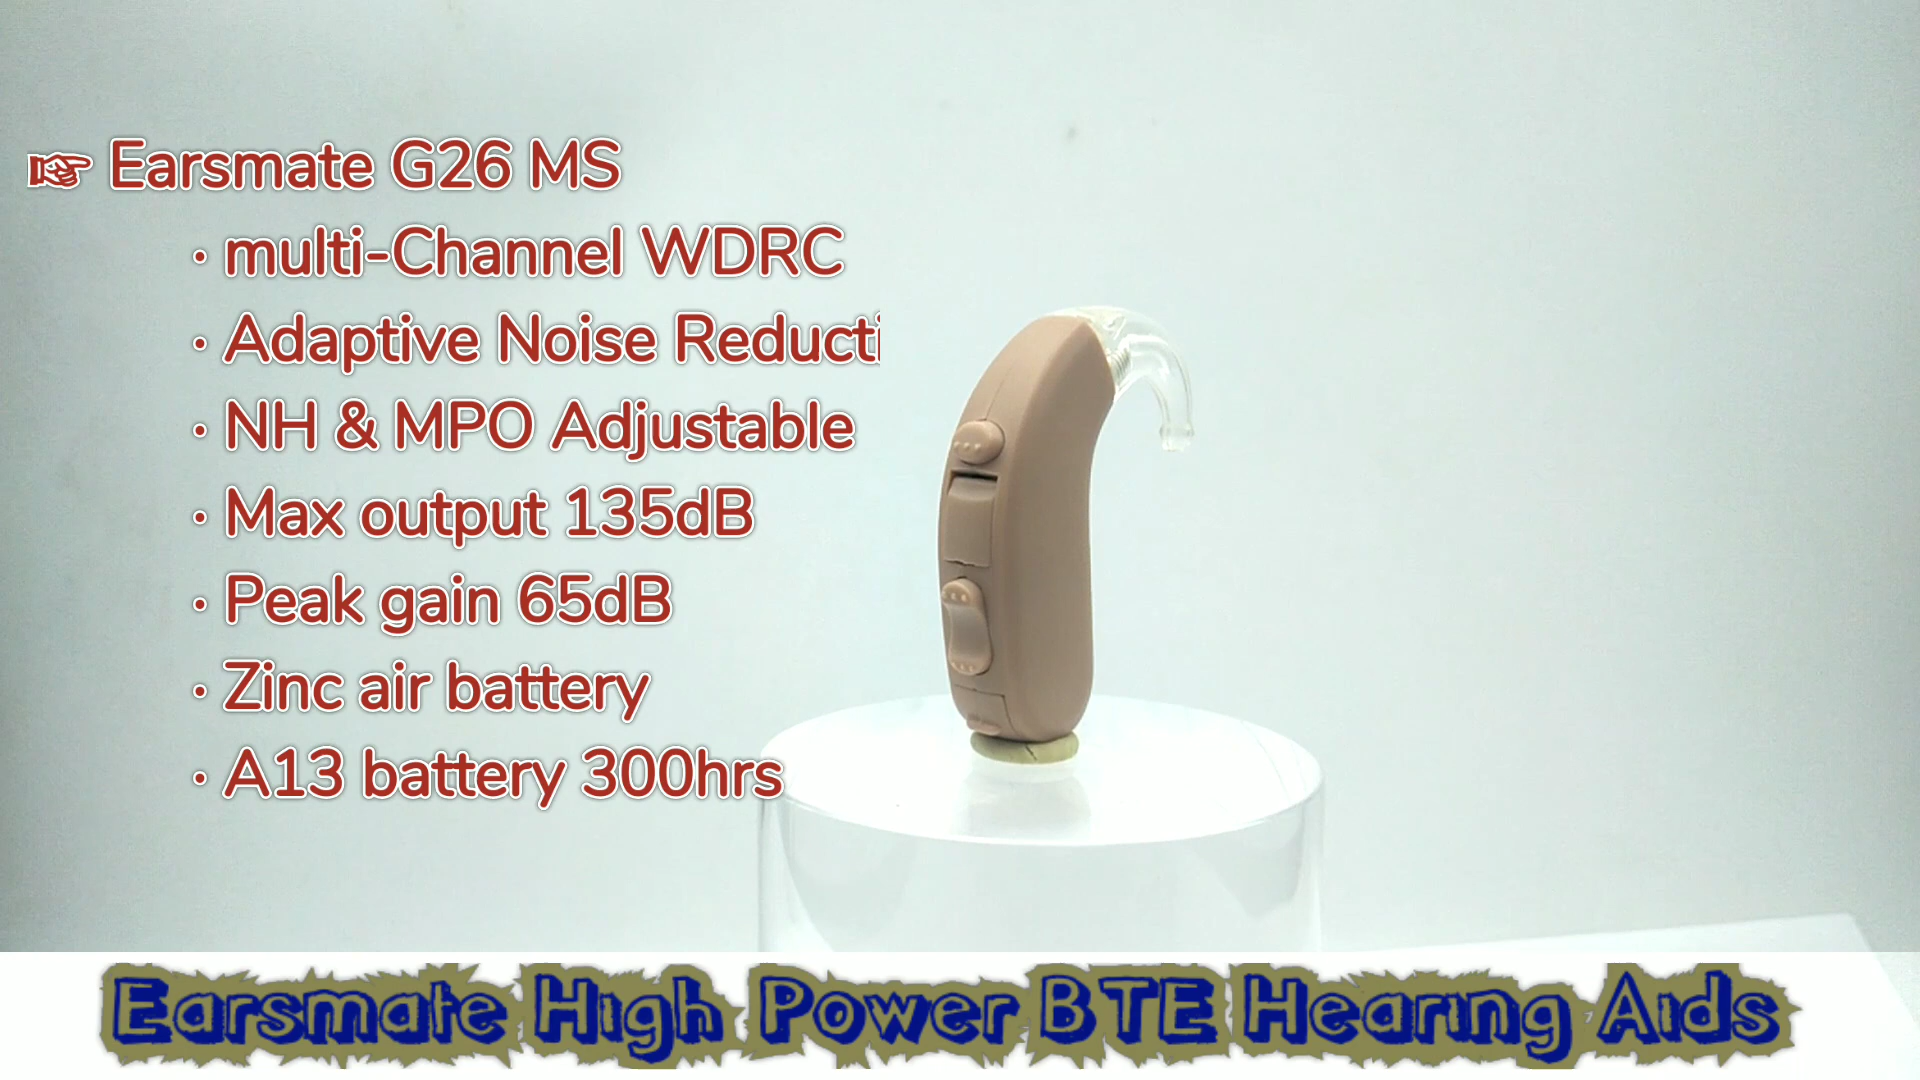 ☞ Earsmate G26 MS
· multi-Channel WDRC
· Adaptive Noise Reducti
· NH & MPO Adjustable
· Max output 135dB
· Peak gain 65dB
· Zinc air battery
· A13 battery 300hrs
Earsmate High Power BTE Hearing Aids